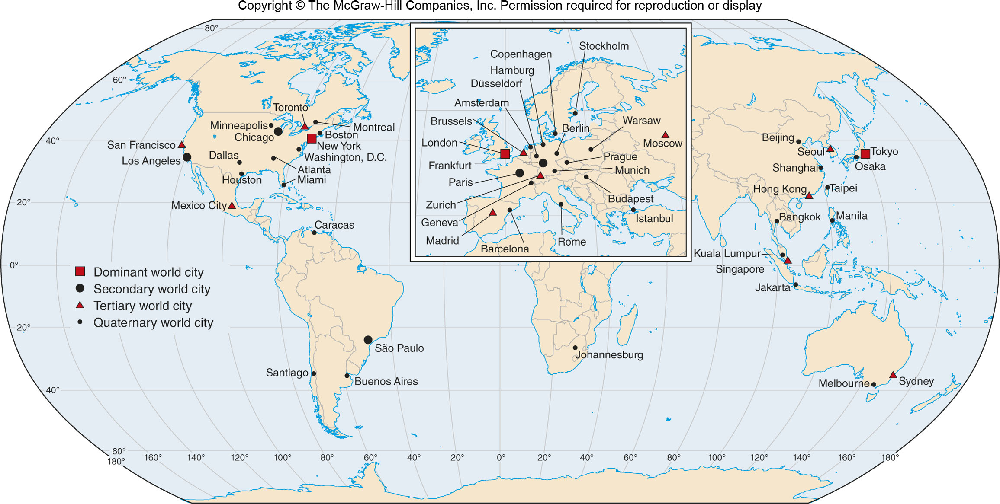 Copyright © The McGraw-Hill Companies, Inc. Permission required for reproduction or display
80°
60°
40°
20°
0°
20°
40°
60°
180°
160°
140°
120°
100°
80°
60°
40°
20°
0°
20°
40°
60°
80°
100°
120°
140°
160°
180°
Toronto
Minneapolis
Chicago
Montreal
Boston
New York
Washington, D.C.
San Francisco
Los Angeles
Dallas
Atlanta
Houston
Miami
Mexico City
Caracas
São Paulo
Santiago
Buenos Aires
Dominant world city
Secondary world city
Tertiary world city
Quaternary world city
Stockholm
Copenhagen
Hamburg
Düsseldorf
Amsterdam
Brussels
London
Frankfurt
Paris
Zurich
Geneva
Madrid
Barcelona
Rome
Berlin
Warsaw
Moscow
Prague
Munich
Budapest
Istanbul
Johannesburg
Beijing
Seoul
Tokyo
Osaka
Shanghai
Hong Kong
Taipei
Bangkok
Manila
Kuala Lumpur
Singapore
Jakarta
Melbourne
Sydney